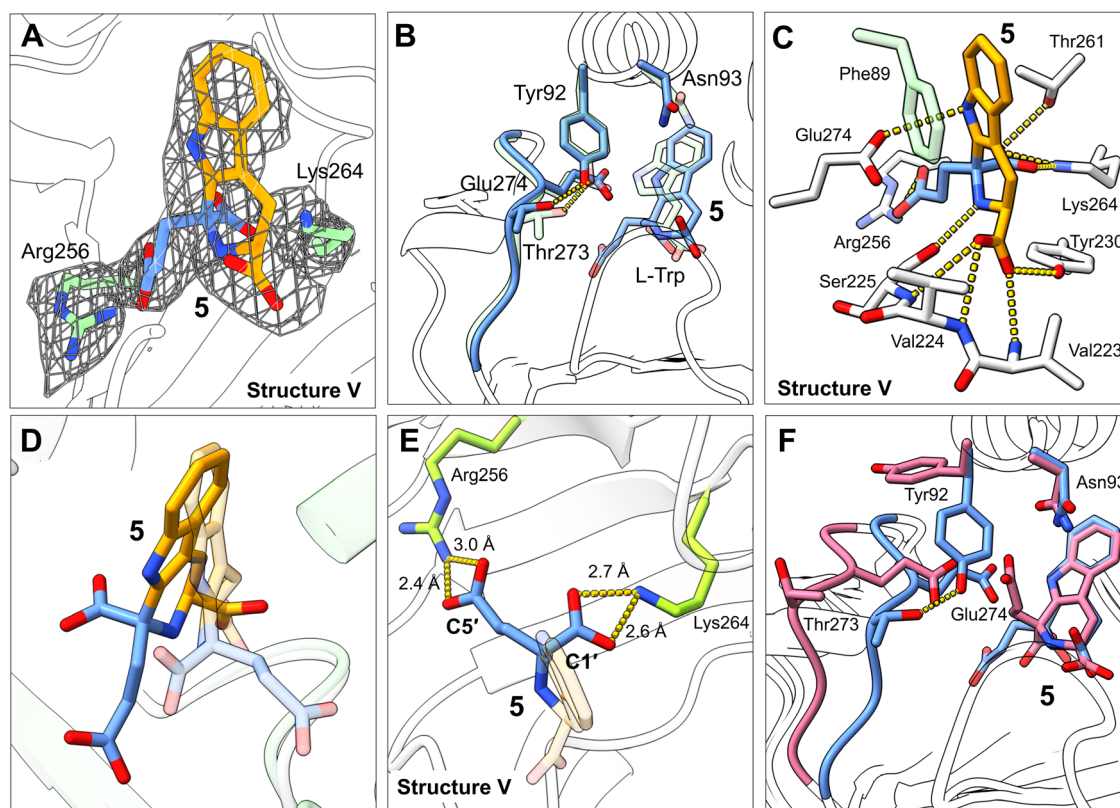 A
Lys264
Arg256
5
Structure V
B
Tyr92
Asn93
Glu274
Thr273
5
L-Trp
C
5
Thr261
Phe89
Glu274
Lys264
Arg256
Tyr230
Ser225
Val224
Val223
Structure V
D
5
E
Arg256
3.0 Å
2.4 Å
2.7 Å
C5′
2.6 Å
Lys264
C1′
5
Structure V
F
Tyr92
Asn93
Thr273
Glu274
5